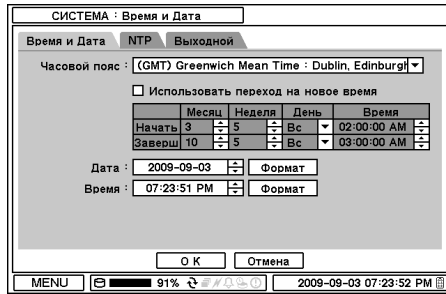 СИСТЕМА : Время и Дата
Время и Дата NTP Выходной
Часовой пояс : (GMT) Greenwich Mean Time : Dublin, Edinburgh
Использовать переход на новое время
Месяц Неделя День Время
Начать 3 5 Вс 02:00:00 AM
Заверш 10 5 Вс 03:00:00 AM
Дата : 2009-09-03 Формат
Время : 07:23:51 PM Формат
O K Отмена
MENU 91% 2009-09-03 07:23:52 PM